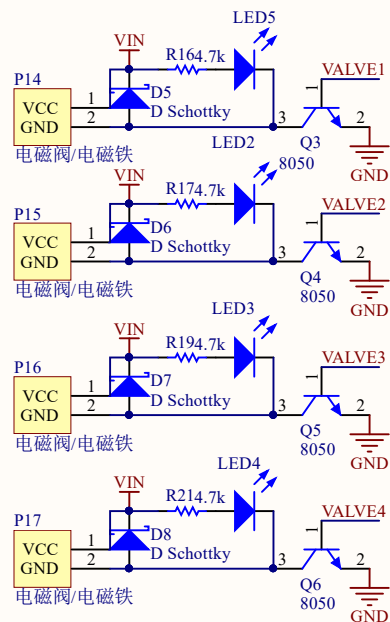 LED5
VIN
R16 4.7k
VALVE1
P14
1
D5
3
2
VCC 1
GND 2
D Schottky
Q3
8050
电磁阀/电磁铁
LED2
GND
VIN
R17 4.7k
VALVE2
P15
1
D6
3
2
VCC 1
GND 2
D Schottky
Q4
8050
电磁阀/电磁铁
GND
LED3
VIN
R19 4.7k
VALVE3
P16
1
D7
3
2
VCC 1
GND 2
D Schottky
Q5
8050
电磁阀/电磁铁
GND
LED4
VIN
R21 4.7k
VALVE4
P17
1
D8
3
2
VCC 1
GND 2
D Schottky
Q6
8050
电磁阀/电磁铁
GND